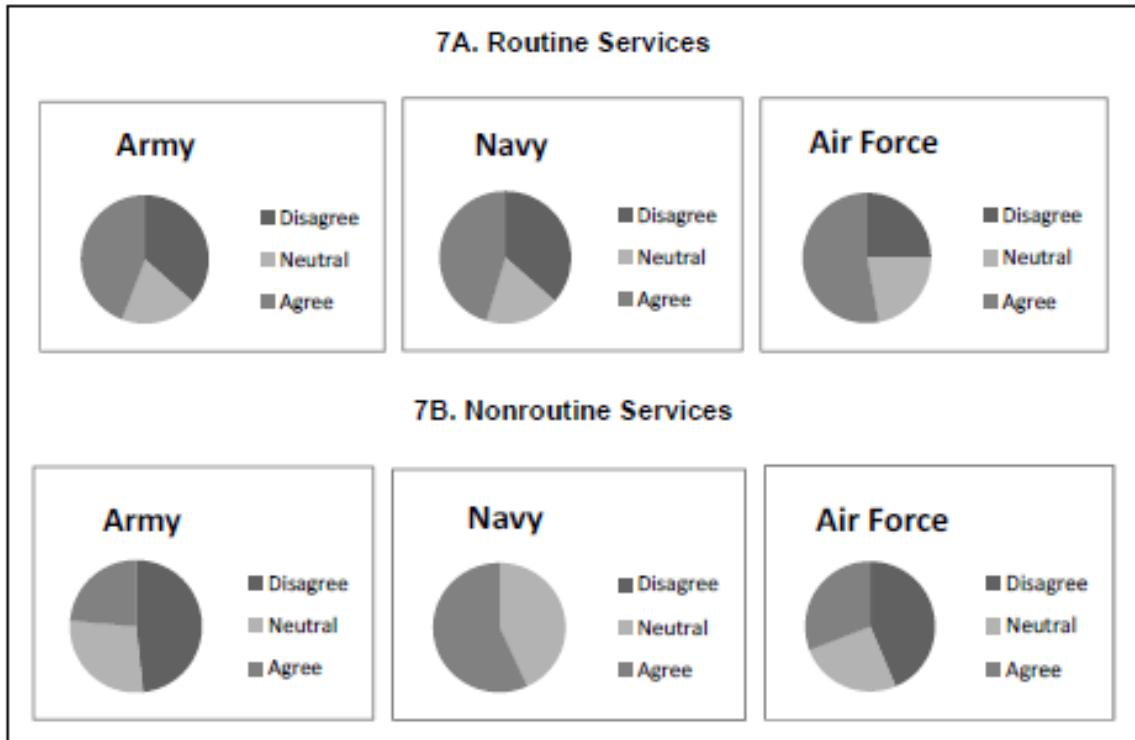 7A. Routine Services
Army
Disagree
Neutral
Agree
Navy
Disagree
Neutral
Agree
Air Force
Disagree
Neutral
Agree
7B. Nonroutine Services
Army
Disagree
Neutral
Agree
Navy
Disagree
Neutral
Agree
Air Force
Disagree
Neutral
Agree